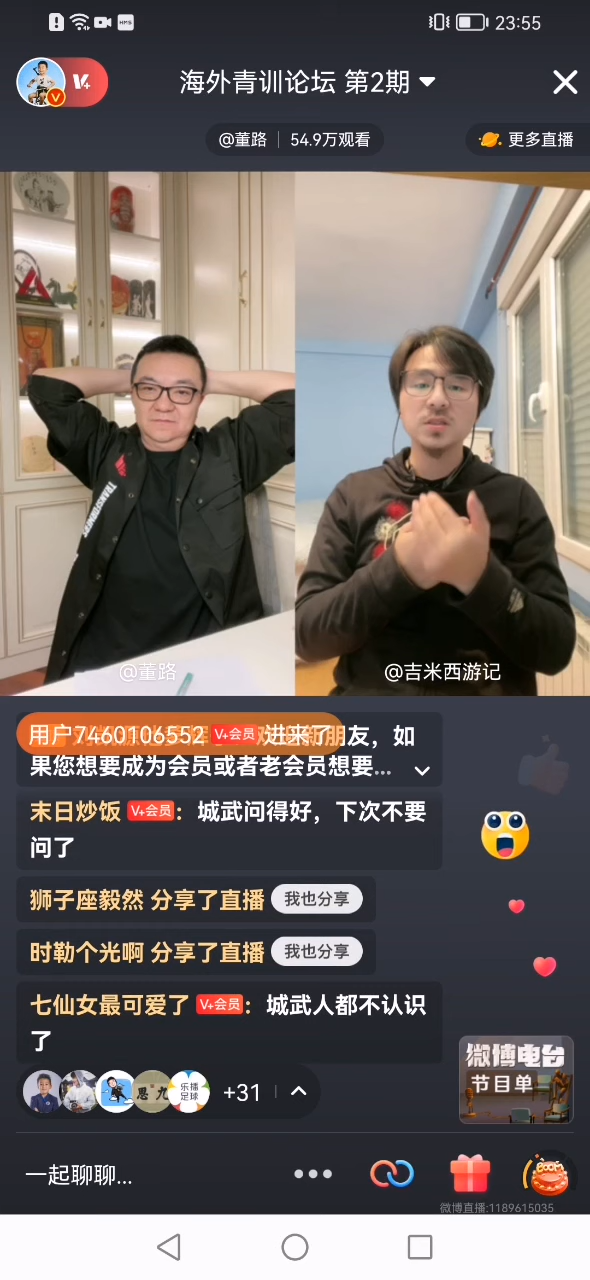 23:55
V+
海外青训论坛 第2期
@董路 | 54.9万观看
更多直播
@董路
@吉米西游记
用户7460106552 V+会员 进来了
朋友，如
果您想要成为会员或者老会员想要...
末日炒饭 V+会员：城武问得好，下次不要
问了
狮子座毅然 分享了直播 我也分享
时勒个光啊 分享了直播 我也分享
七仙女最可爱了 V+会员：城武人都不认识
了
思 九
乐播
足球
+31
微博电台
节目单
一起聊聊...
微博直播:1189615035